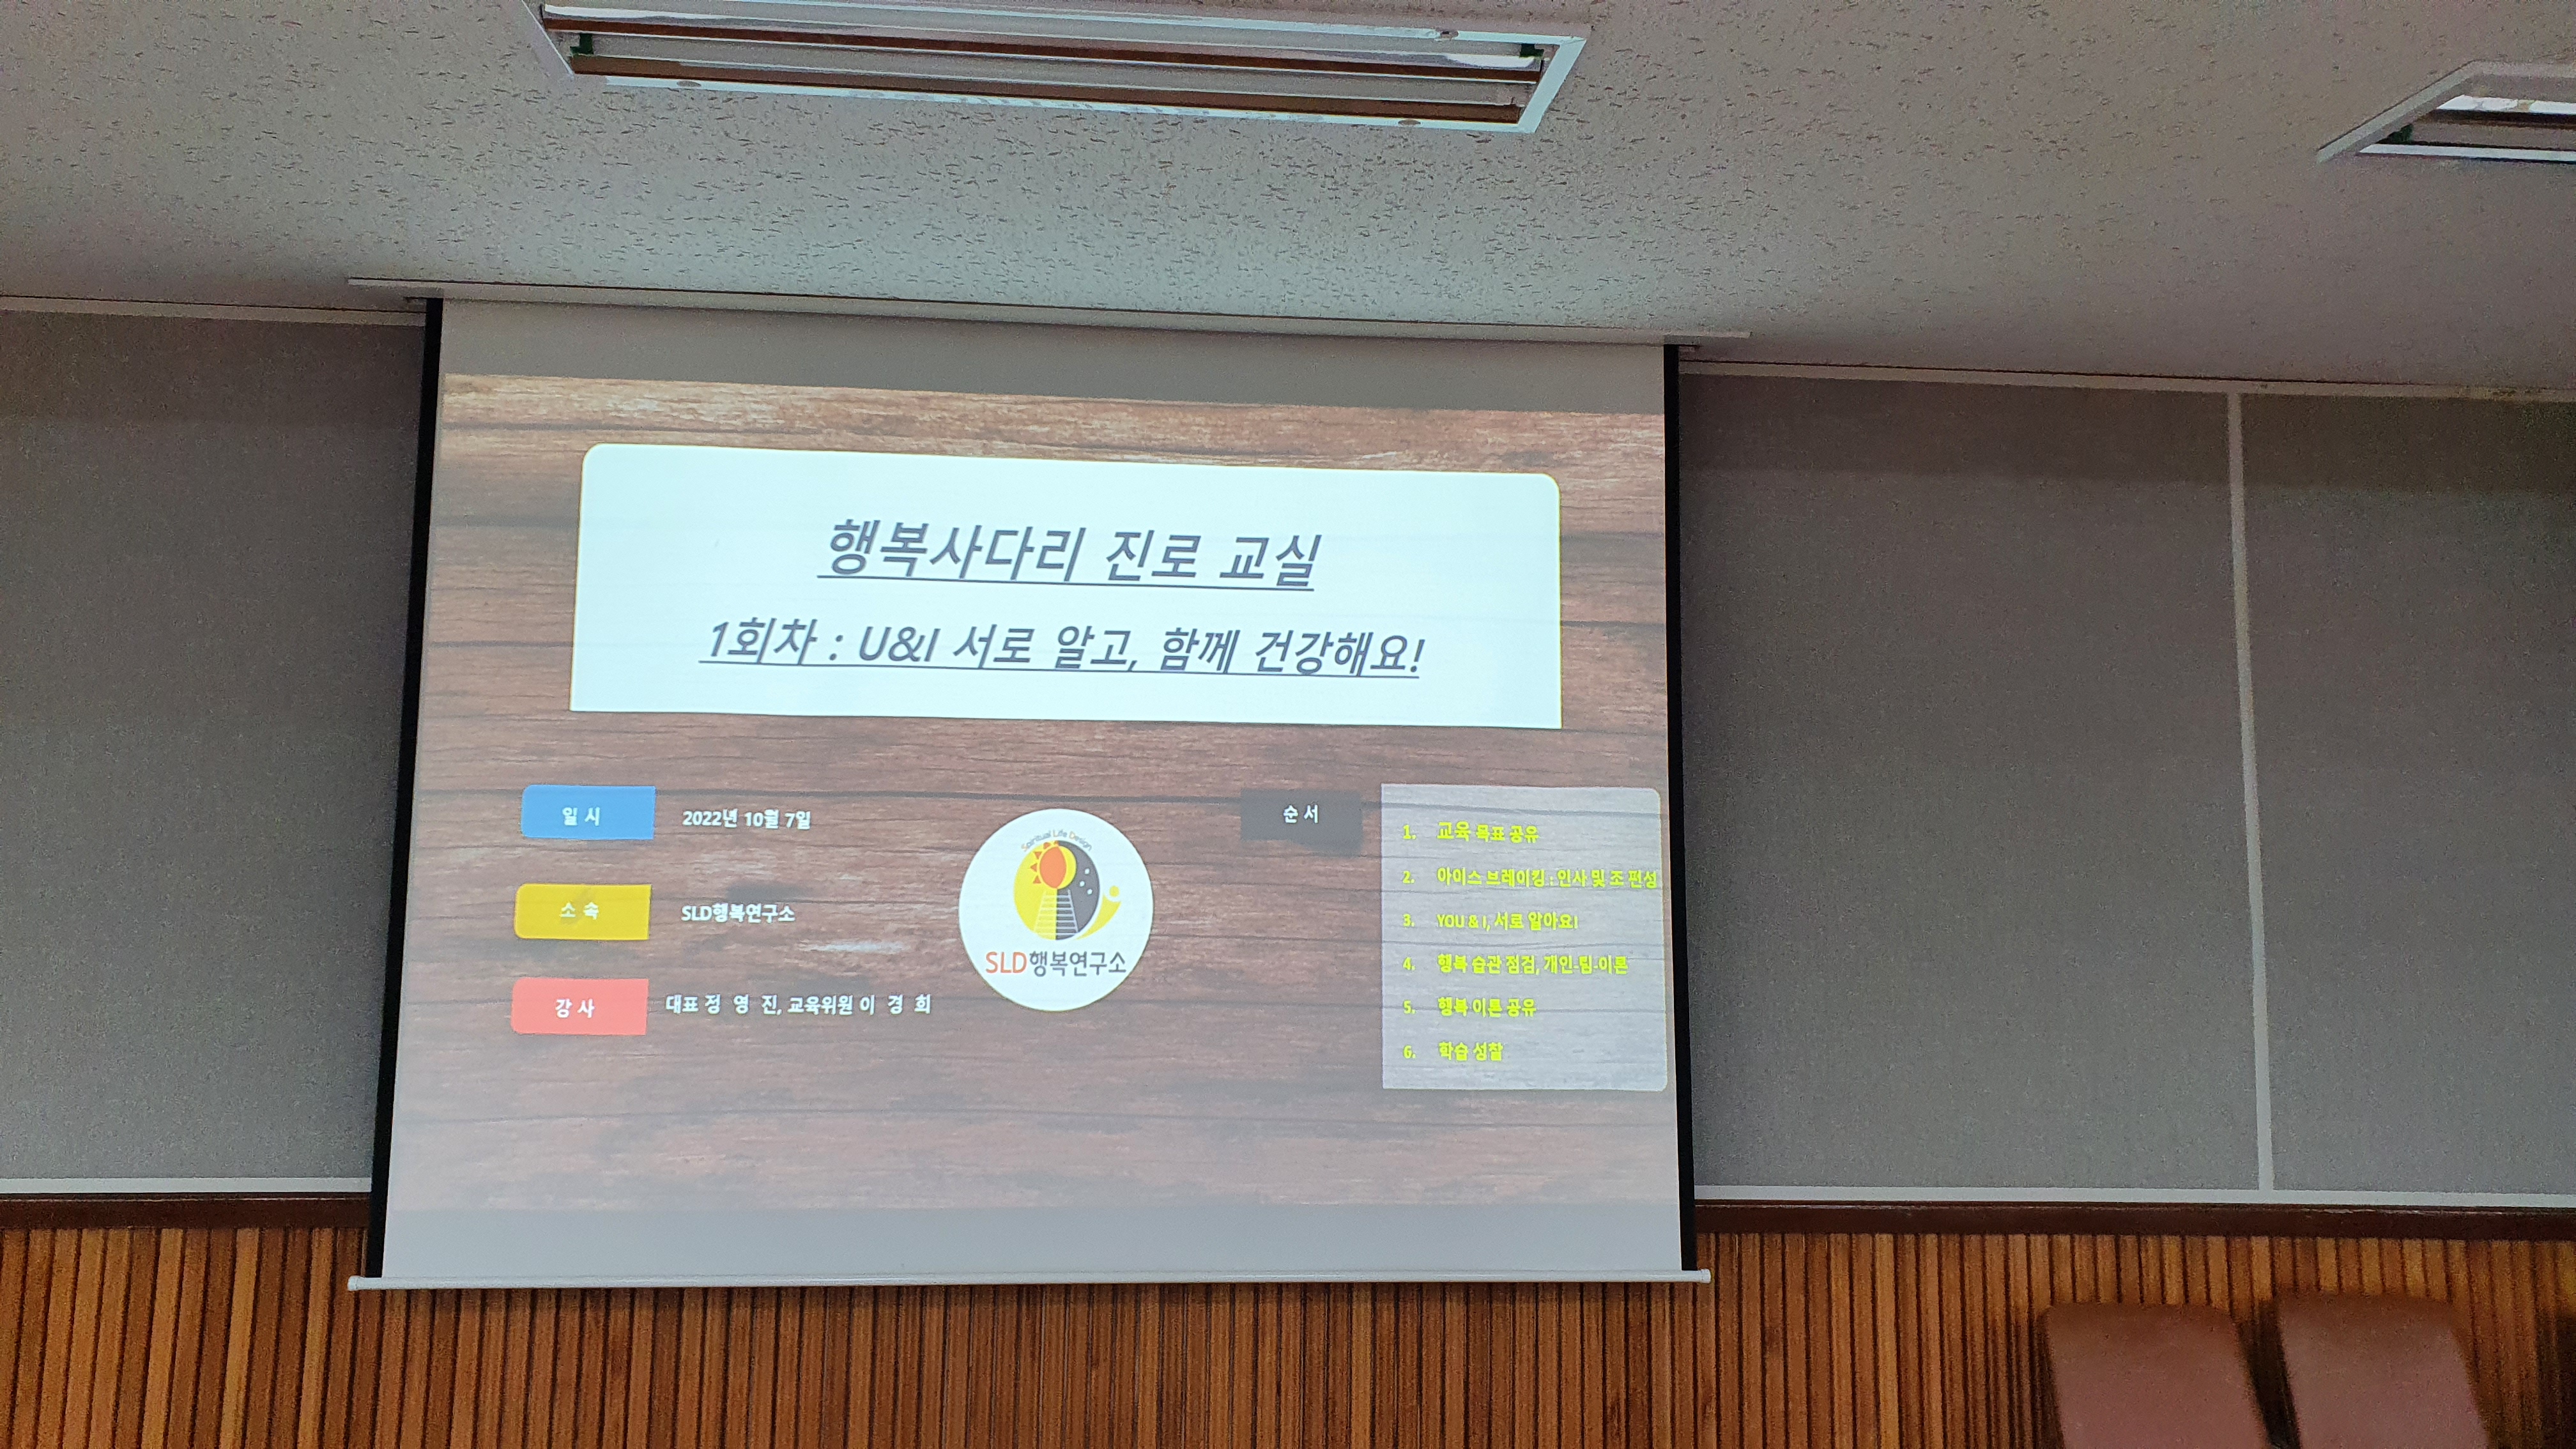 행복사다리 진로 교실
1회차 : U&I 서로 알고, 함께 건강해요!
일 시
2022년 10월 7일
소 속
SLD행복연구소
강 사
대표 정 영 진, 교육위원 이 경 희
Spiritual Life Design
SLD행복연구소
순 서
1. 교육 목표 공유
2. 아이스 브레이킹 : 인사 및 조 편성
3. YOU & I, 서로 알아요!
4. 행복 습관 점검, 개인-팀-이론
5. 행복 이론 공유
6. 학습 성찰